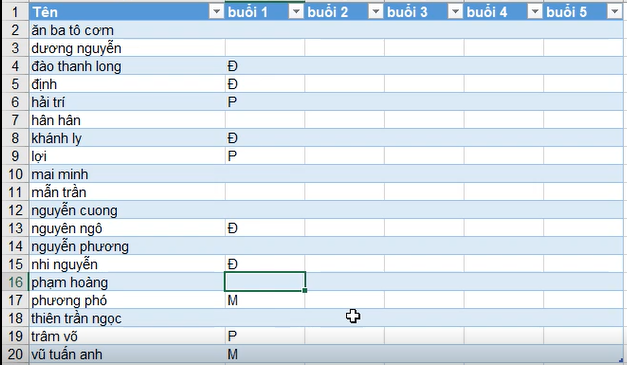 1 Tên buổi 1 buổi 2 buổi 3 buổi 4 buổi 5
2 ăn ba tô cơm
3 dương nguyễn
4 đào thanh long Đ
5 định Đ
6 hải trí P
7 hân hân
8 khánh ly Đ
9 lợi P
10 mai minh
11 mẫn trần
12 nguyễn cuong
13 nguyên ngô Đ
14 nguyễn phương
15 nhi nguyễn Đ
16 phạm hoàng
17 phương phó M
18 thiên trần ngọc
19 trâm võ P
20 vũ tuấn anh M